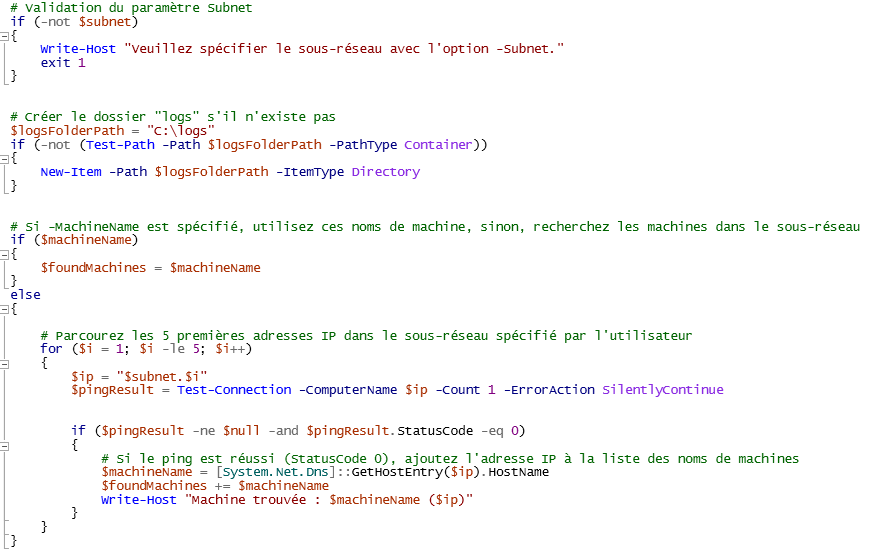 # Validation du paramètre Subnet
if (-not $subnet)
{
    Write-Host "Veuillez spécifier le sous-réseau avec l'option -Subnet."
    exit 1
}
# Créer le dossier "logs" s'il n'existe pas
$logsFolderPath = "C:\logs"
if (-not (Test-Path -Path $logsFolderPath -PathType Container))
{
    New-Item -Path $logsFolderPath -ItemType Directory
}
# Si -MachineName est spécifié, utilisez ces noms de machine, sinon, recherchez les machines dans le sous-réseau
if ($machineName)
{
    $foundMachines = $machineName
}
else
{
    # Parcourez les 5 premières adresses IP dans le sous-réseau spécifié par l'utilisateur
    for ($i = 1; $i -le 5; $i++)
    {
        $ip = "$subnet.$i"
        $pingResult = Test-Connection -ComputerName $ip -Count 1 -ErrorAction SilentlyContinue
        if ($pingResult -ne $null -and $pingResult.StatusCode -eq 0)
        {
            # Si le ping est réussi (StatusCode 0), ajoutez l'adresse IP à la liste des noms de machines
            $machineName = [System.Net.Dns]::GetHostEntry($ip).HostName
            $foundMachines += $machineName
            Write-Host "Machine trouvée : $machineName ($ip)"
        }
    }
}